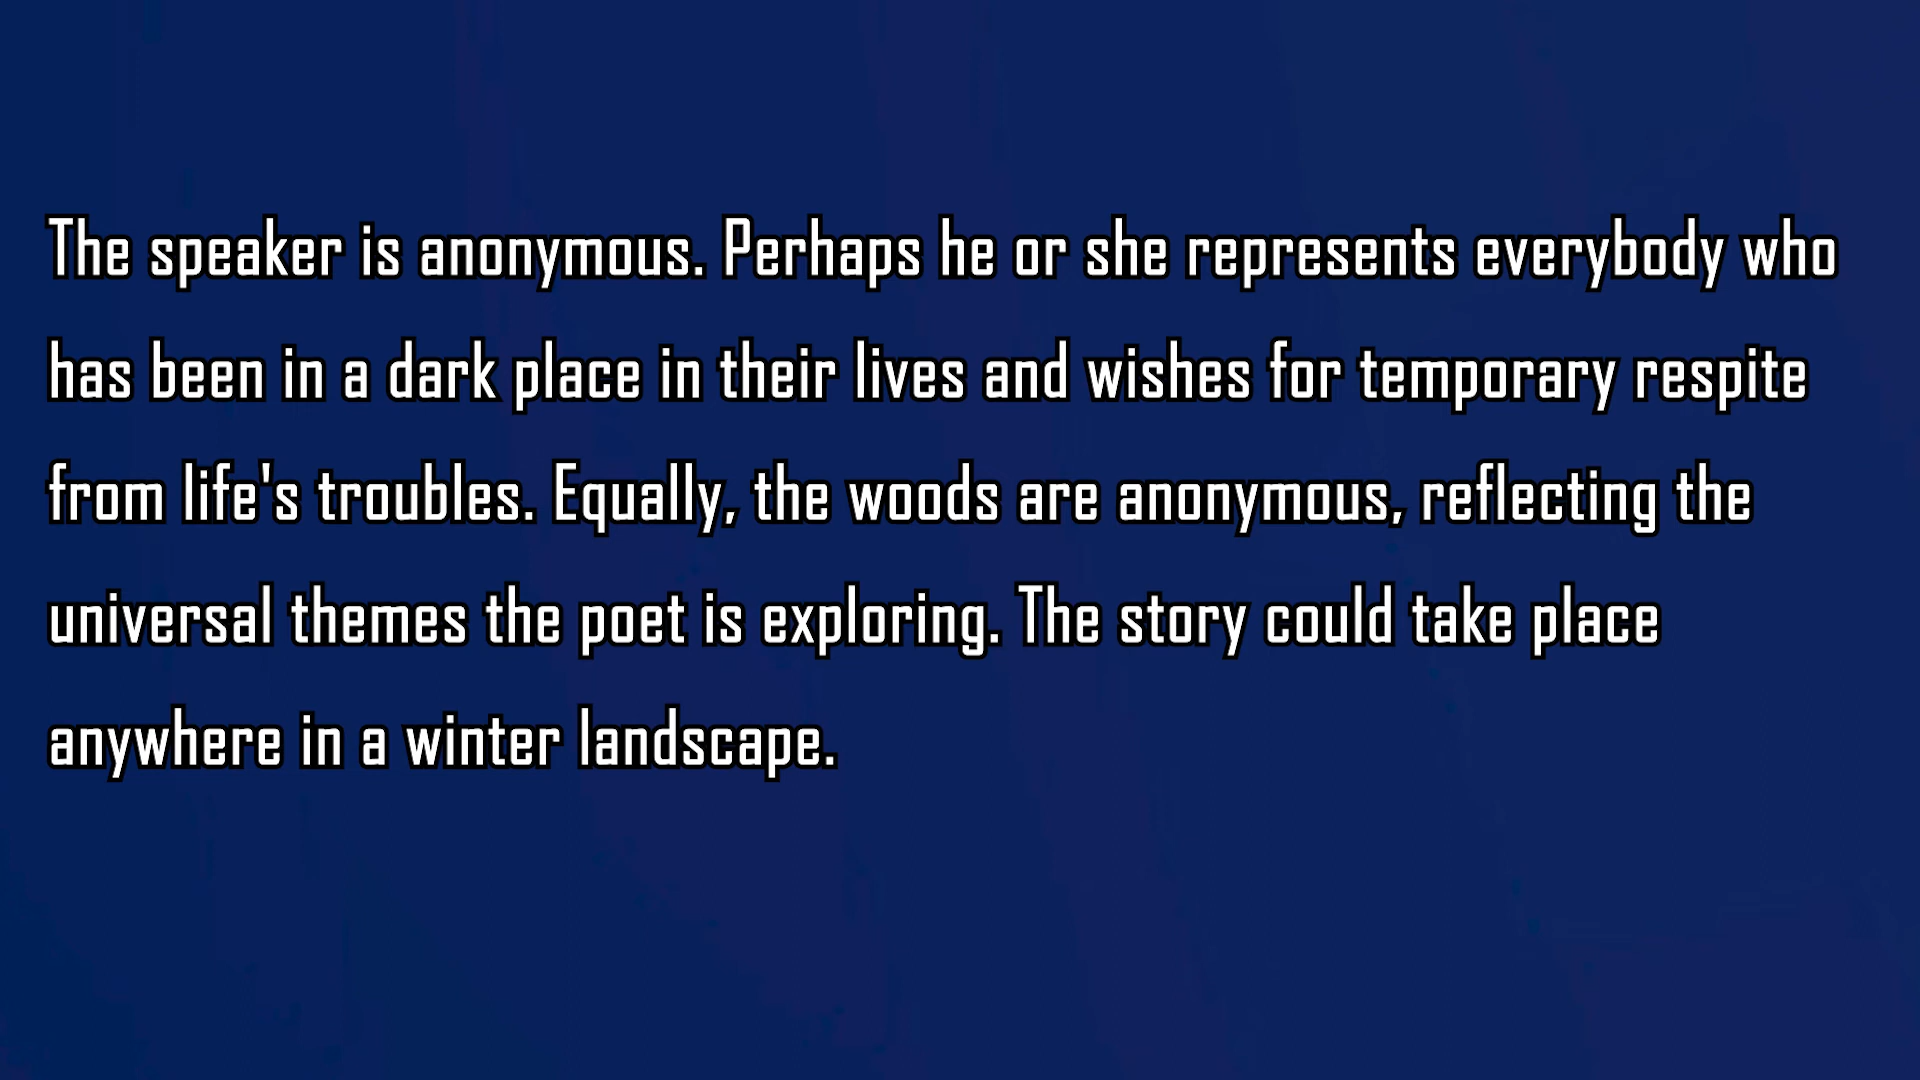 The speaker is anonymous. Perhaps he or she represents everybody who
has been in a dark place in their lives and wishes for temporary respite
from life's troubles. Equally, the woods are anonymous, reflecting the
universal themes the poet is exploring. The story could take place
anywhere in a winter landscape.